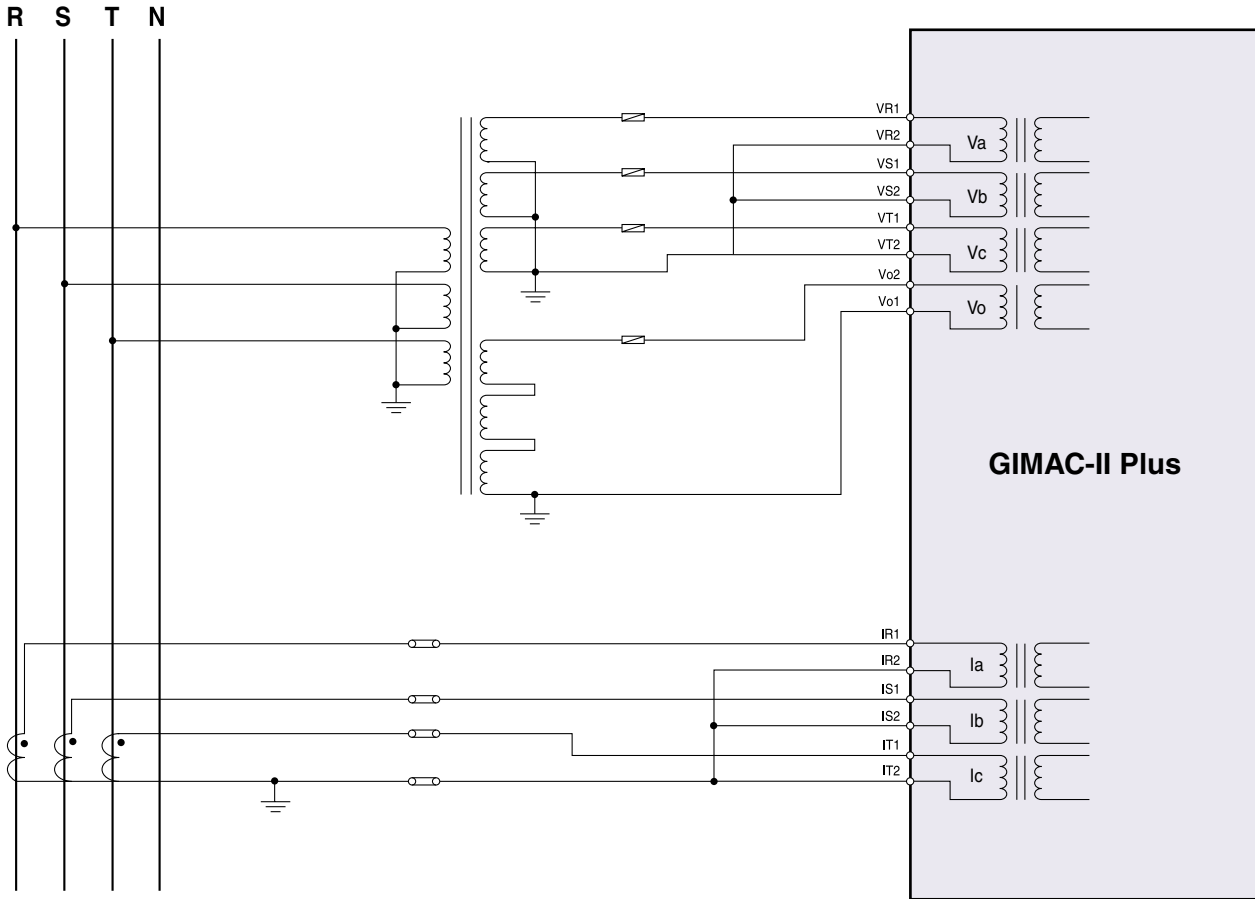 R S T N
VR1
VR2
Va
VS1
VS2
Vb
VT1
VT2
Vc
Vo2
Vo1
Vo
GIMAC-II Plus
IR1
IR2
Ia
IS1
IS2
Ib
IT1
IT2
Ic